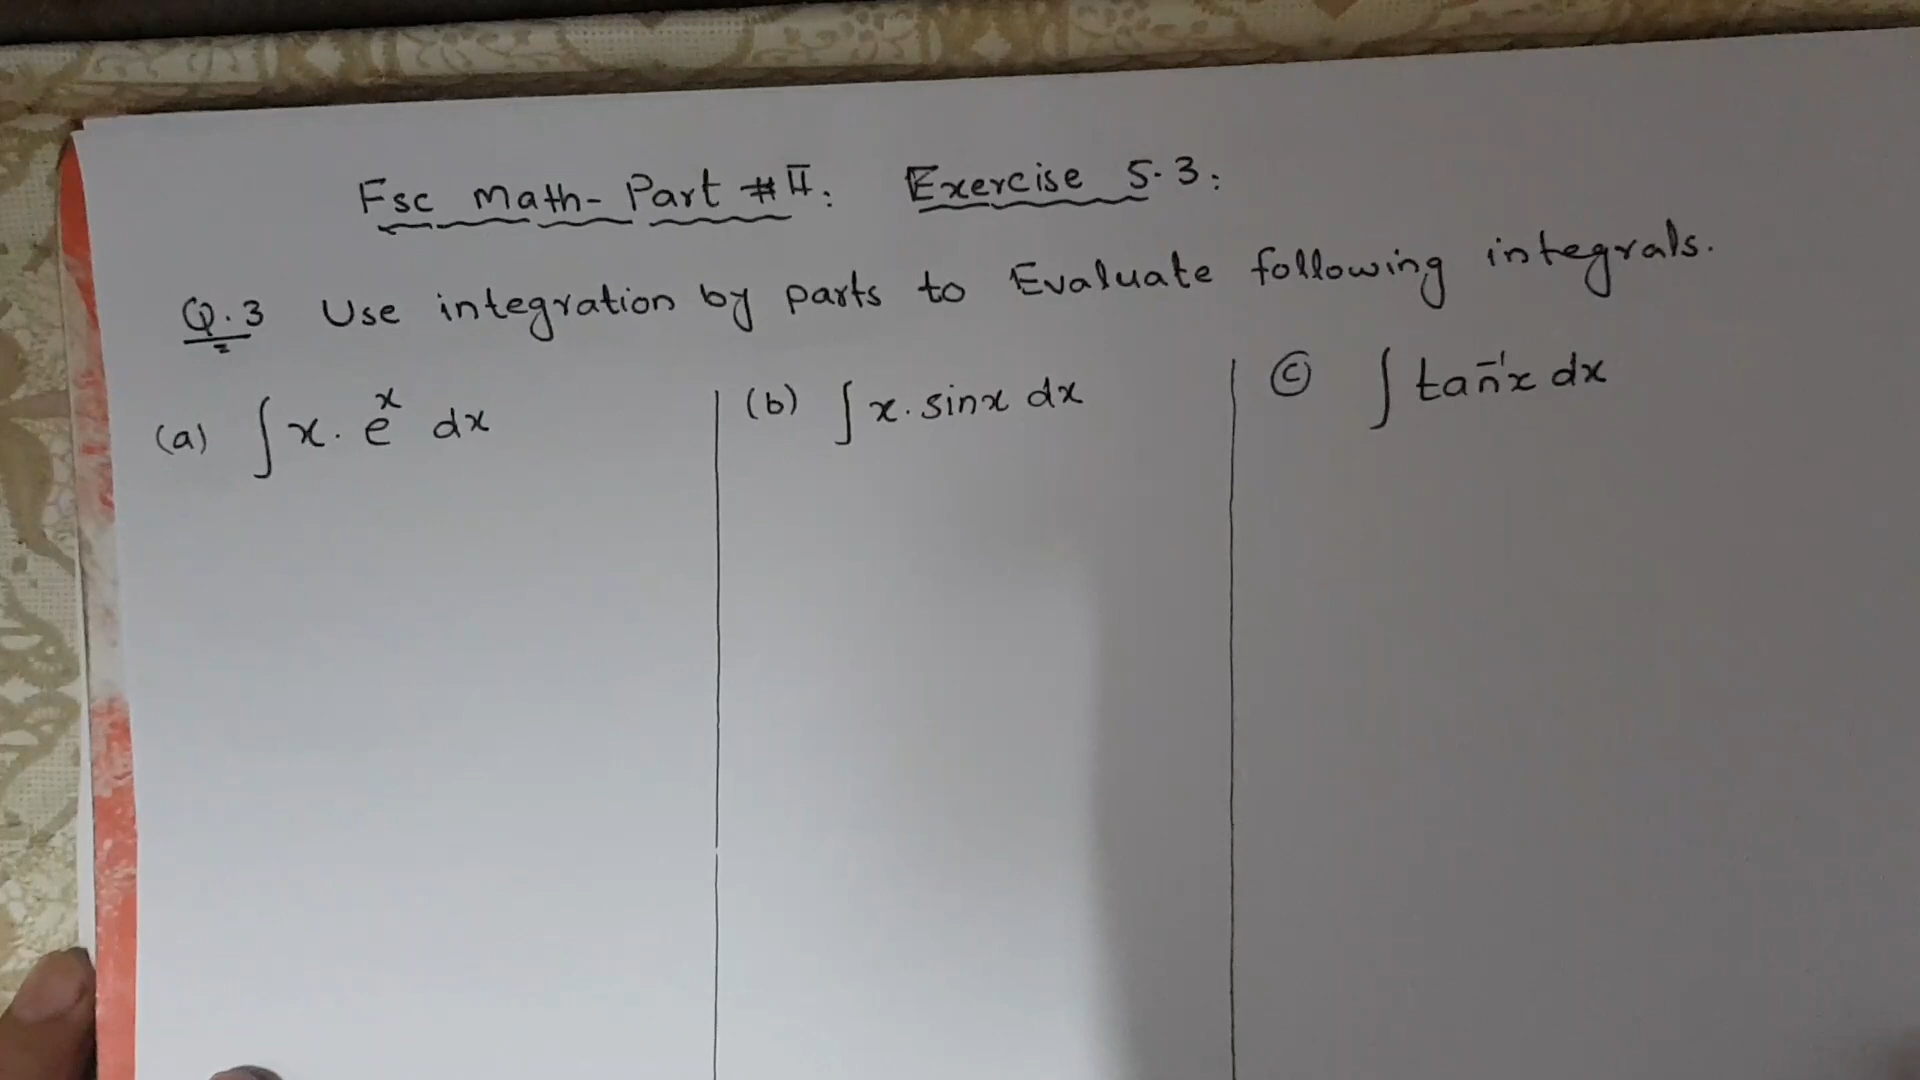 Fsc Math- Part # II: Exercise 5.3:
Q.3 Use integration by parts to Evaluate following integrals.
(a) ∫ x. eˣ dx
(b) ∫ x. sinx dx
© ∫ tan⁻¹x dx